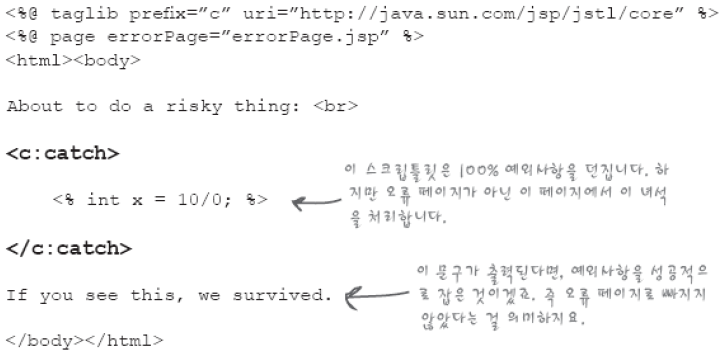 <%@ taglib prefix=”c” uri=”http://java.sun.com/jsp/jstl/core” %>
<%@ page errorPage=”errorPage.jsp” %>
<html><body>
About to do a risky thing: <br>
<c:catch>
이 스크립틀릿은 100% 예외사항을 던집니다. 하
<% int x = 10/0; %>
지만 오류 페이지가 아닌 이 페이지에서 이 녀석
을 처리합니다.
</c:catch>
이 문구가 출력된다면, 예외사항을 성공적으
If you see this, we survived.
로 잡은 것이겠죠. 즉 오류 페이지로 빠지지
않았다는 걸 의미하지요.
</body></html>